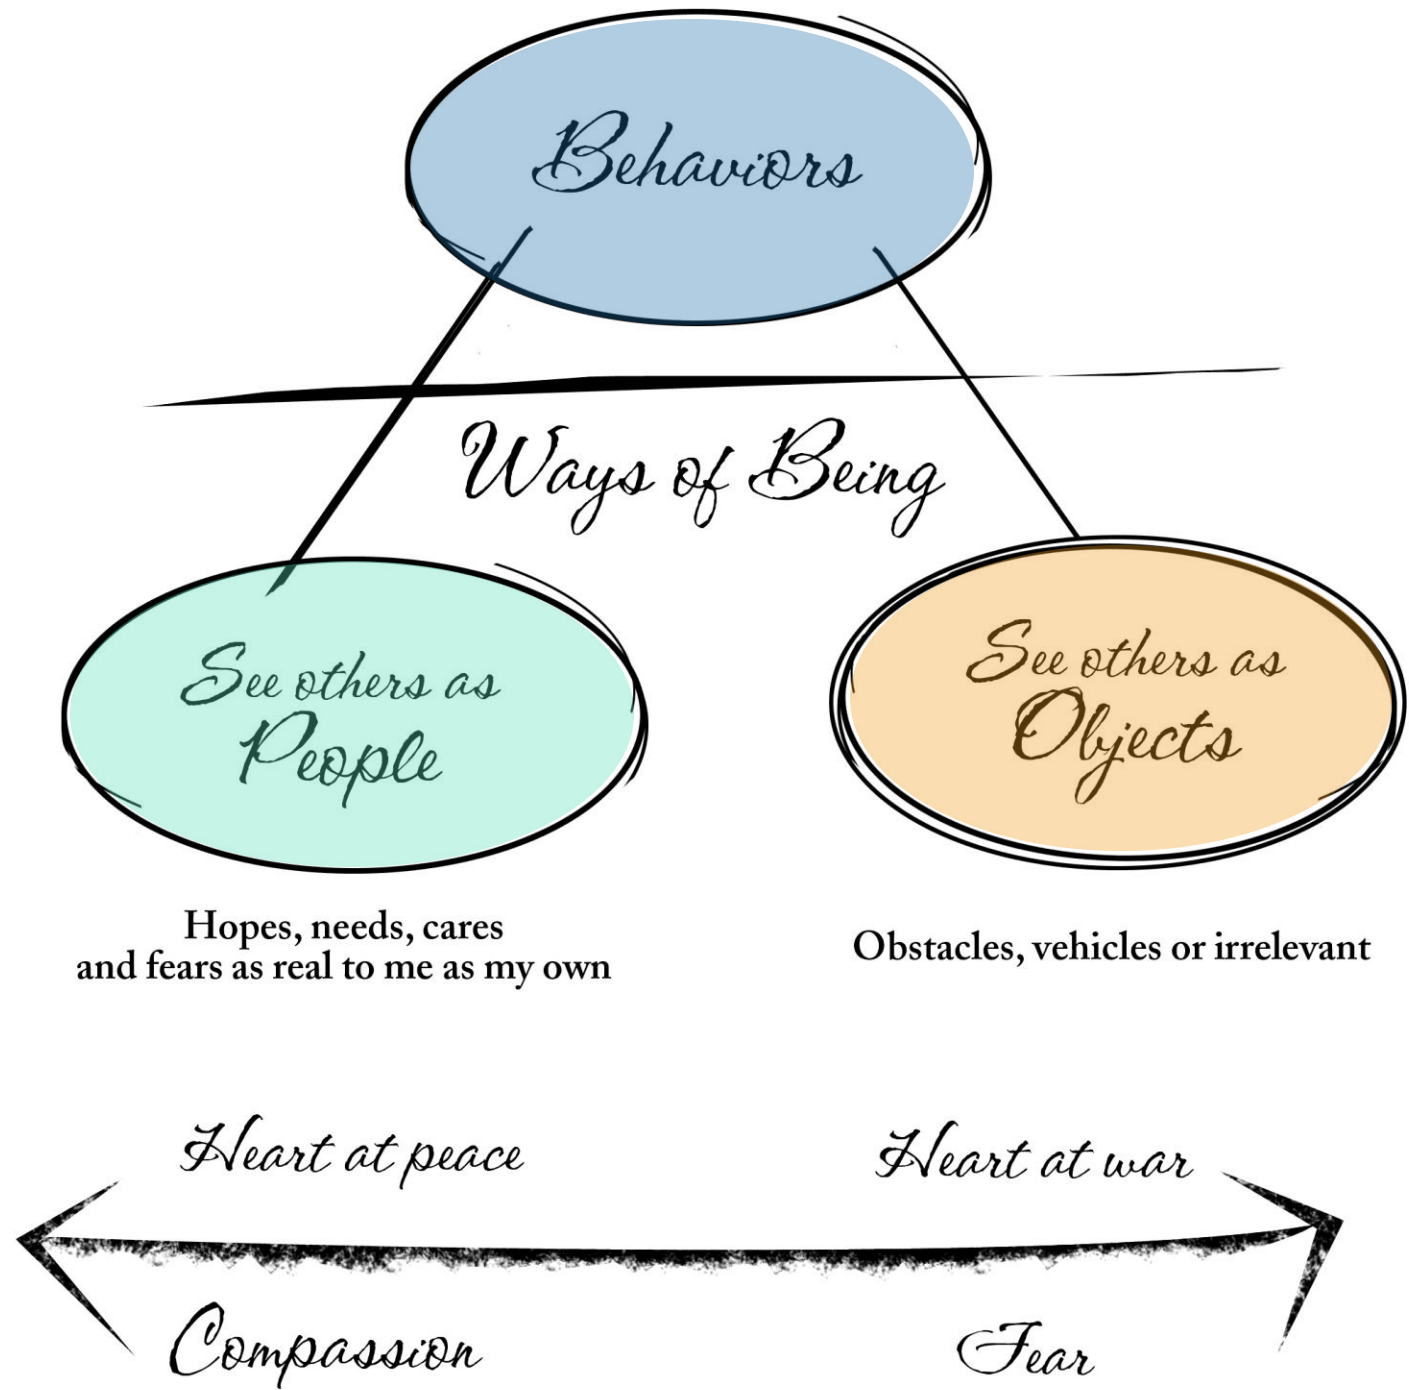 Behaviors
Ways of Being
See others as
People
See others as
Objects
Hopes, needs, cares
and fears as real to me as my own
Obstacles, vehicles or irrelevant
Heart at peace
Heart at war
Compassion
Fear